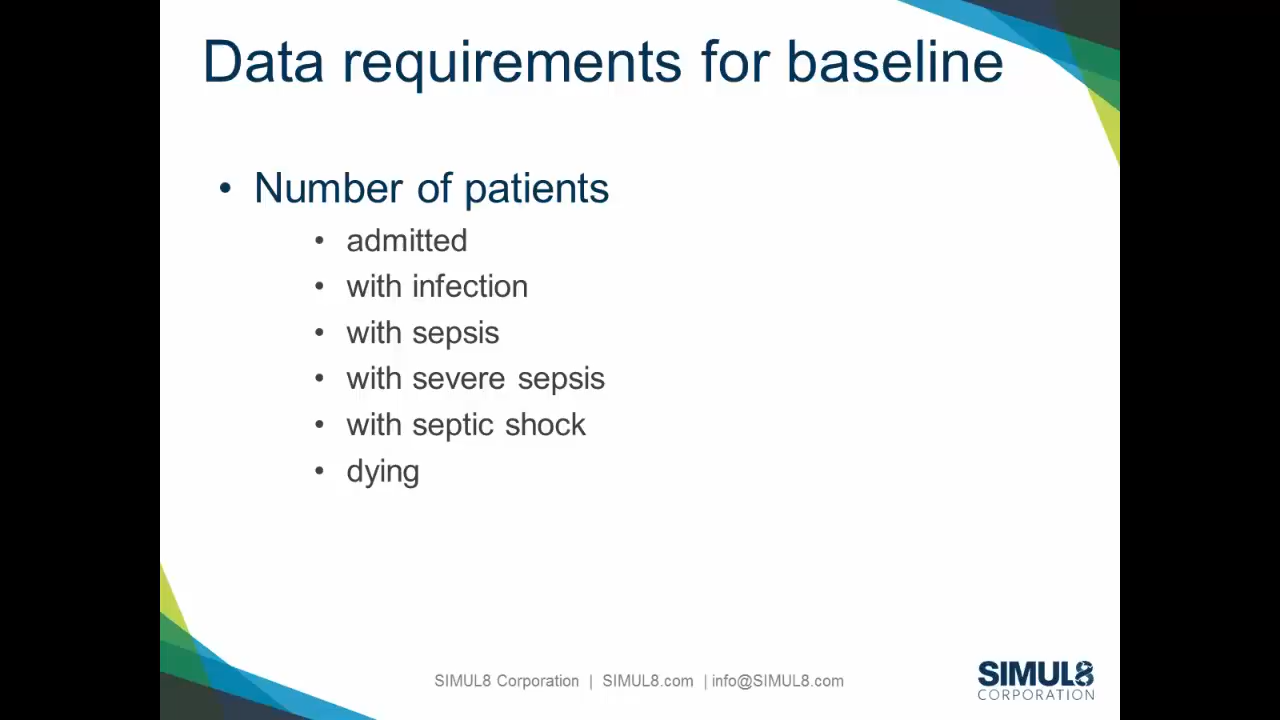 Data requirements for baseline
• Number of patients
• admitted
• with infection
• with sepsis
• with severe sepsis
• with septic shock
• dying
SIMUL8 Corporation | SIMUL8.com | info@SIMUL8.com
SIMUL8
CORPORATION